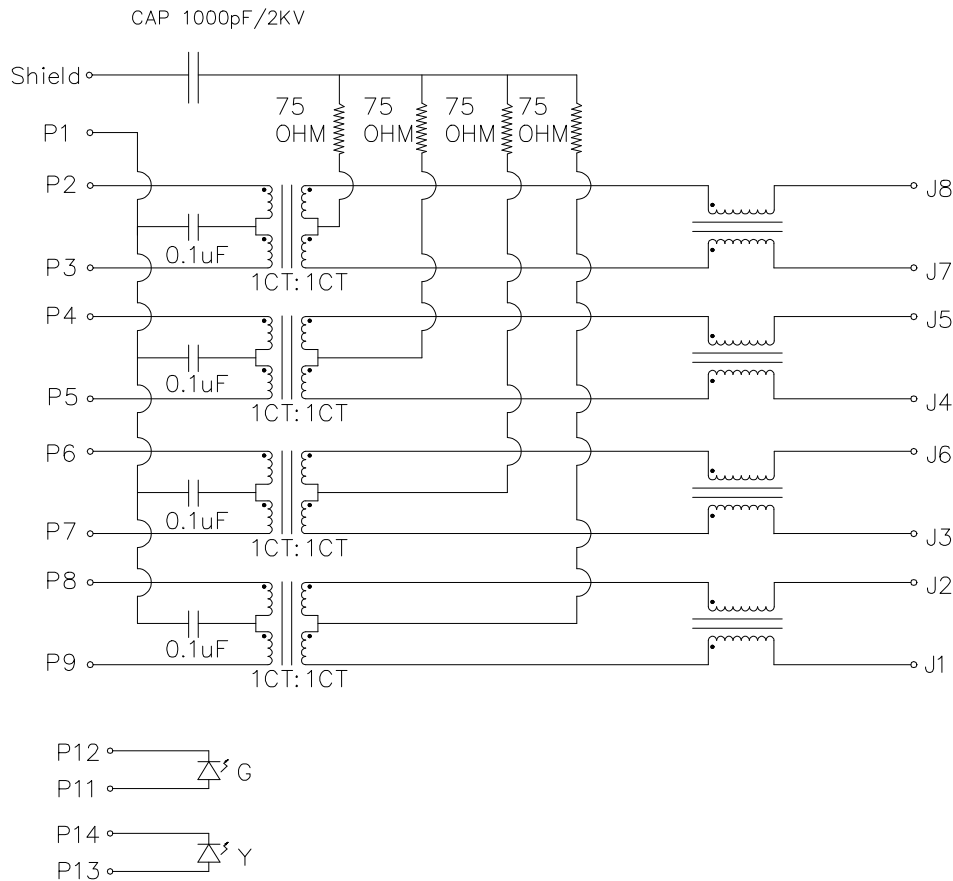 CAP 1000pF/2KV
Shield
75 OHM
75 OHM
75 OHM
75 OHM
P1
P2
J8
0.1uF
P3
1CT:1CT
J7
P4
J5
0.1uF
P5
1CT:1CT
J4
P6
J6
0.1uF
P7
1CT:1CT
J3
P8
J2
0.1uF
P9
1CT:1CT
J1
P12
G
P11
P14
Y
P13